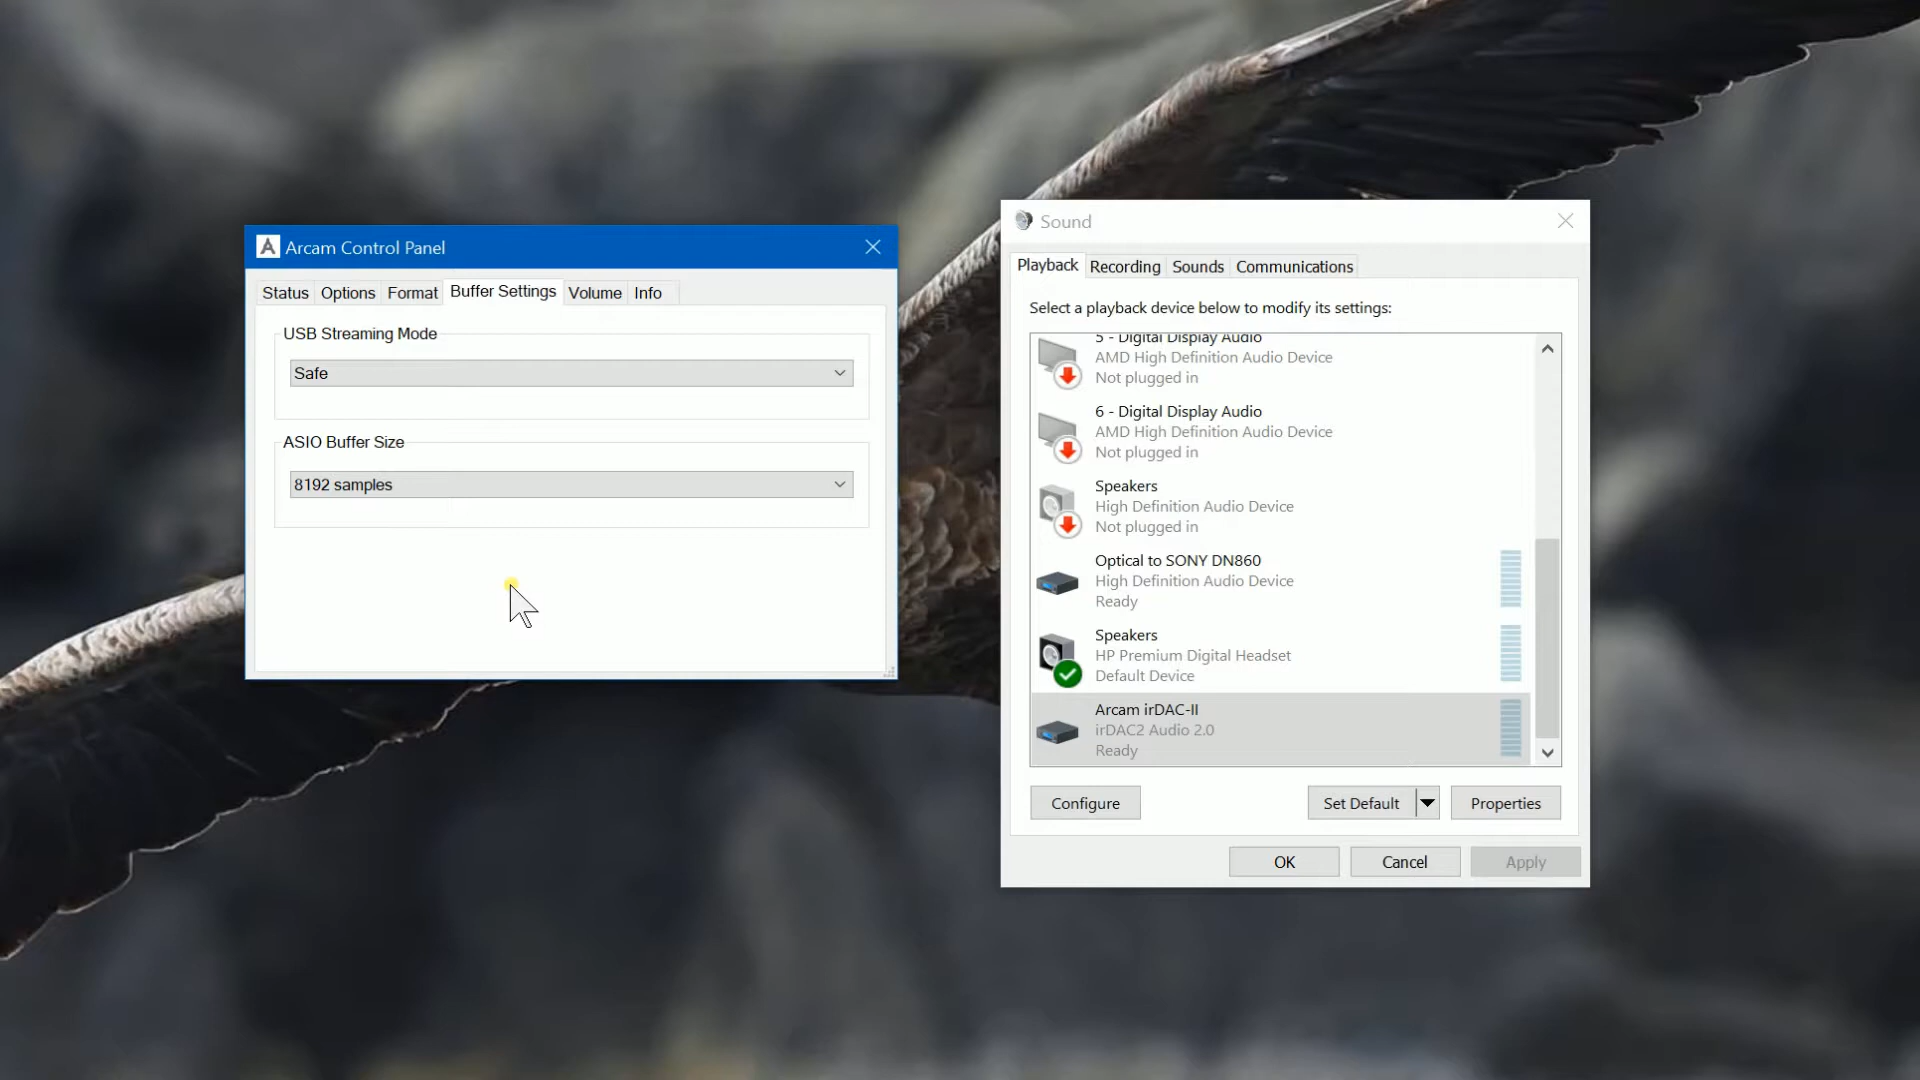 Arcam Control Panel
Status Options Format Buffer Settings Volume Info
USB Streaming Mode
Safe
ASIO Buffer Size
8192 samples
Sound
Playback Recording Sounds Communications
Select a playback device below to modify its settings:
5 - Digital Display Audio
AMD High Definition Audio Device
Not plugged in
6 - Digital Display Audio
AMD High Definition Audio Device
Not plugged in
Speakers
High Definition Audio Device
Not plugged in
Optical to SONY DN860
High Definition Audio Device
Ready
Speakers
HP Premium Digital Headset
Default Device
Arcam irDAC-II
irDAC2 Audio 2.0
Ready
Configure Set Default Properties
OK Cancel Apply